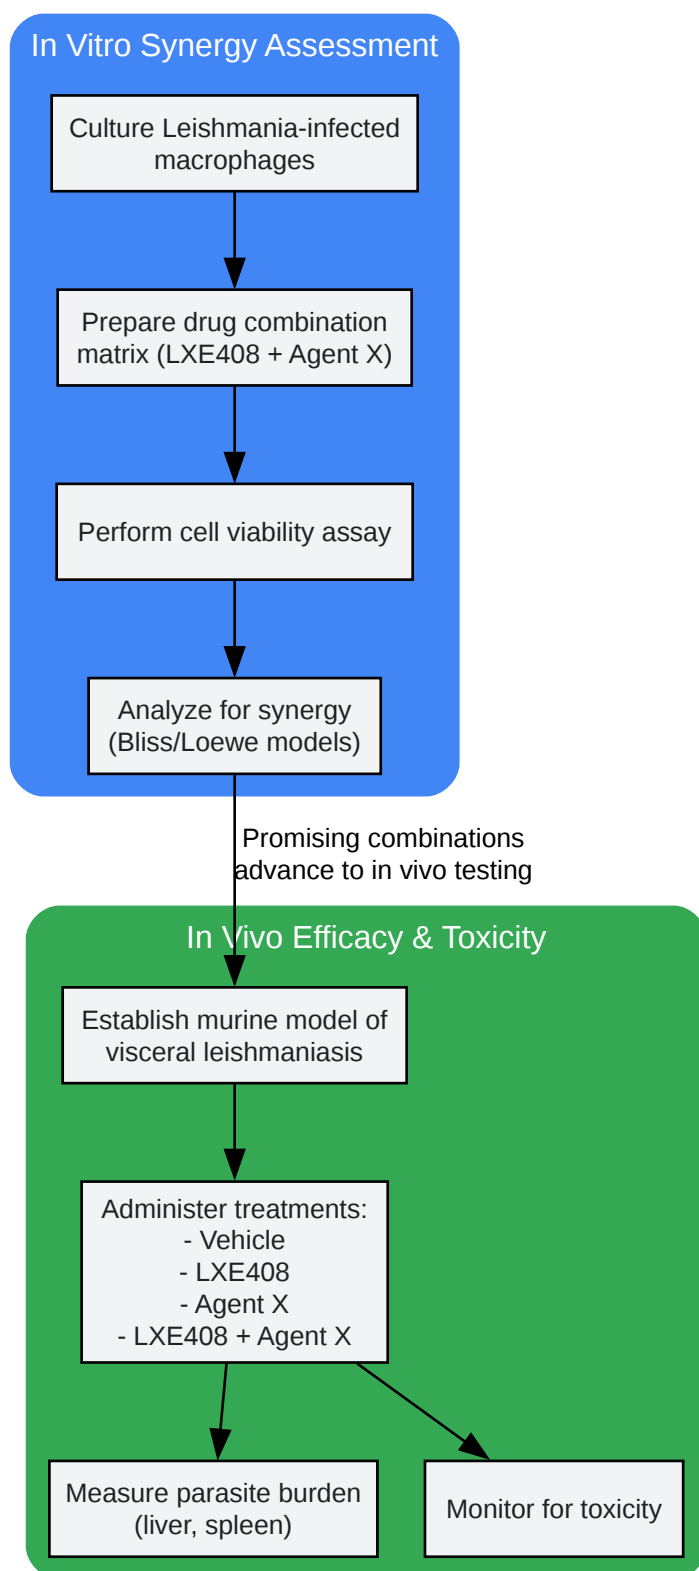 In Vitro Synergy Assessment
Culture Leishmania-infected
macrophages
Prepare drug combination
matrix (LXE408 + Agent X)
Perform cell viability assay
Analyze for synergy
(Bliss/Loewe models)
Promising combinations
advance to in vivo testing
In Vivo Efficacy & Toxicity
Establish murine model of
visceral leishmaniasis
Administer treatments:
- Vehicle
- LXE408
- Agent X
- LXE408 + Agent X
Measure parasite burden
(liver, spleen)
Monitor for toxicity